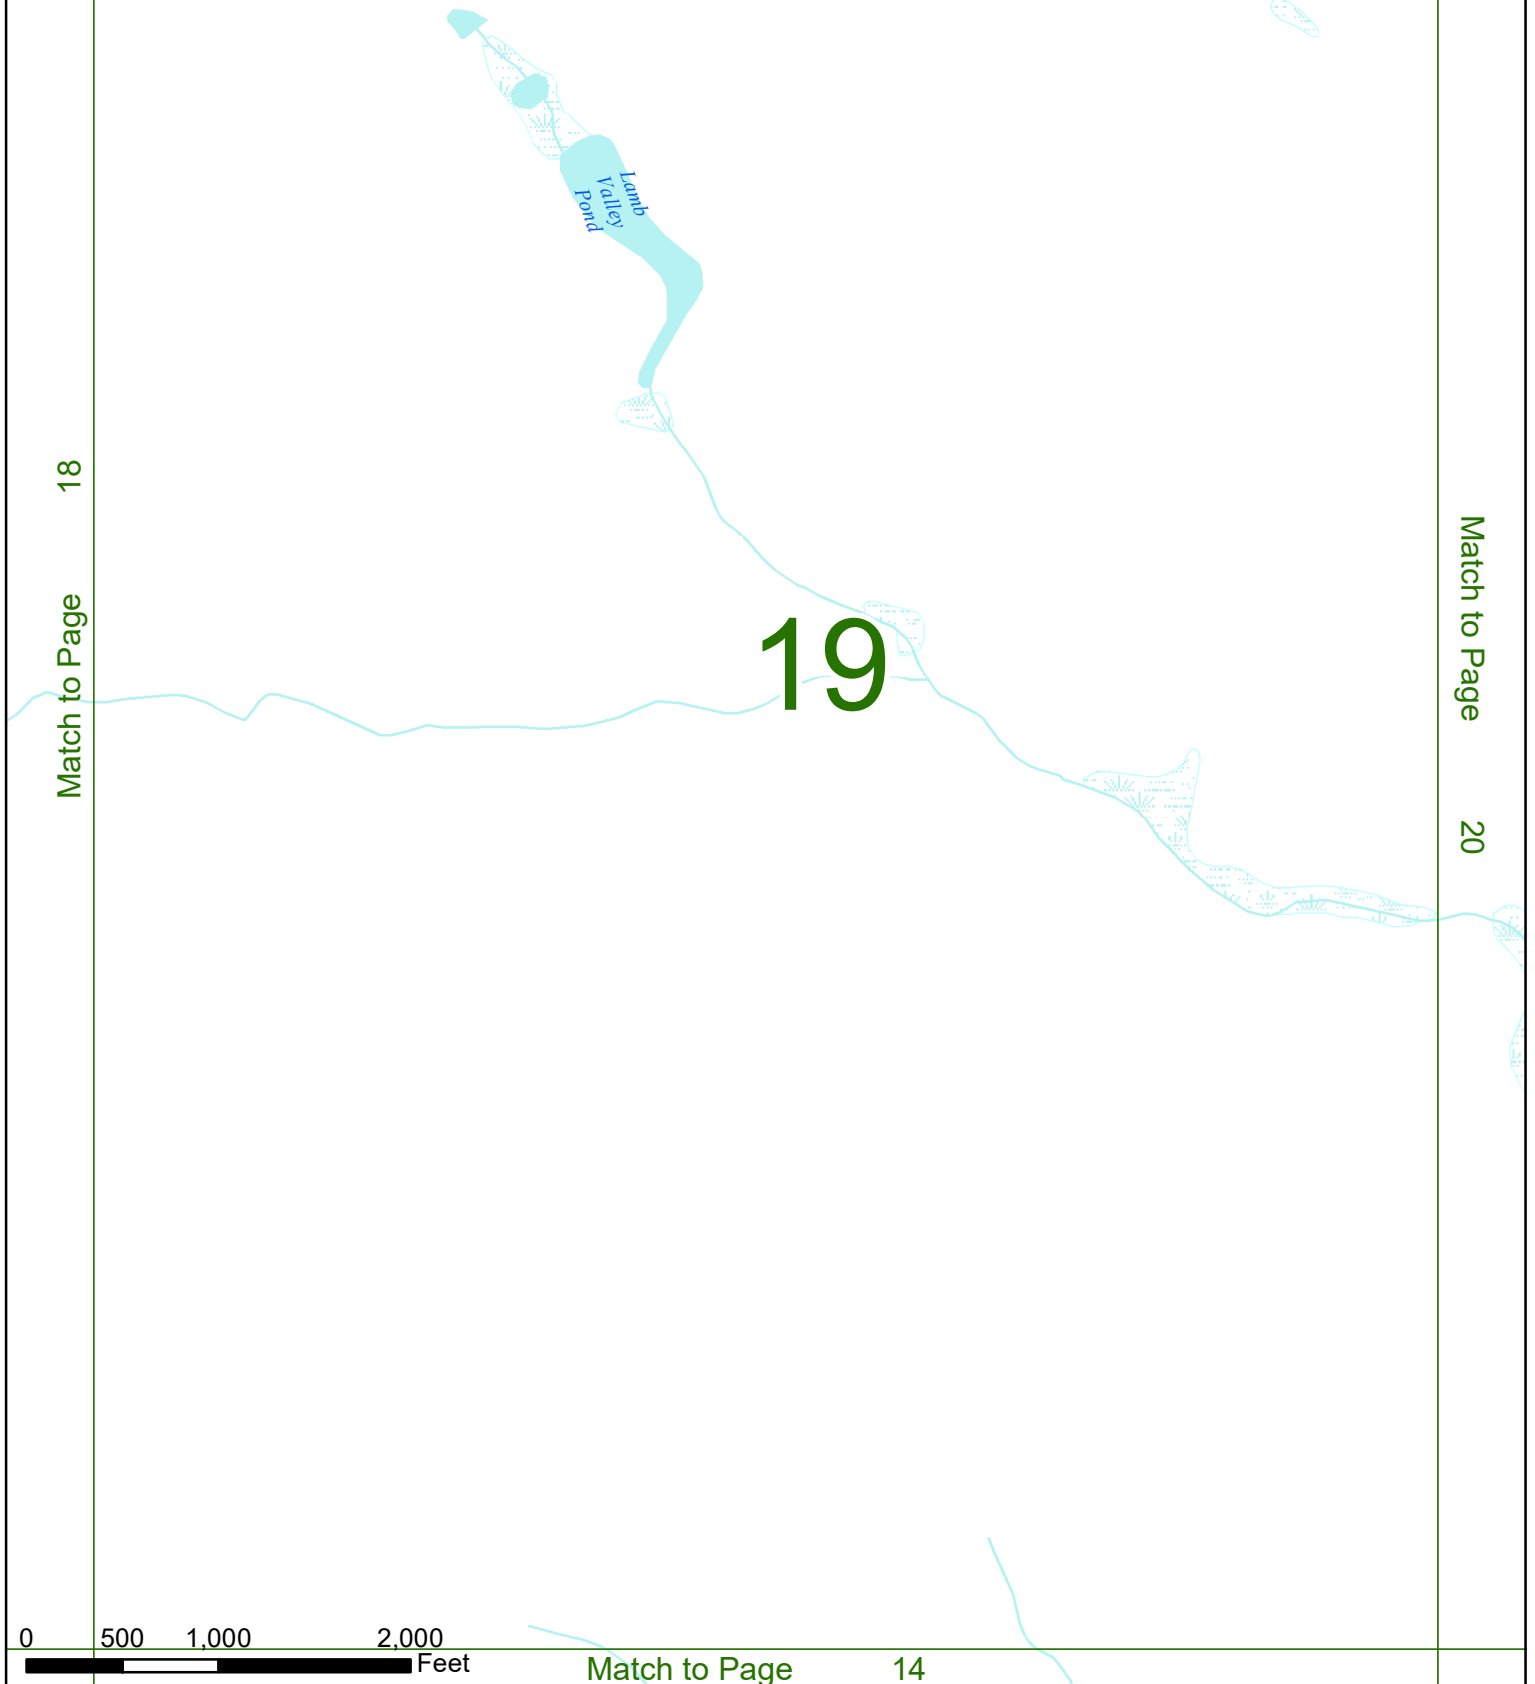 Lamb
Valley
Pond
Match to Page 18
19
Match to Page 20
0 500 1,000 2,000
Feet
Match to Page 14